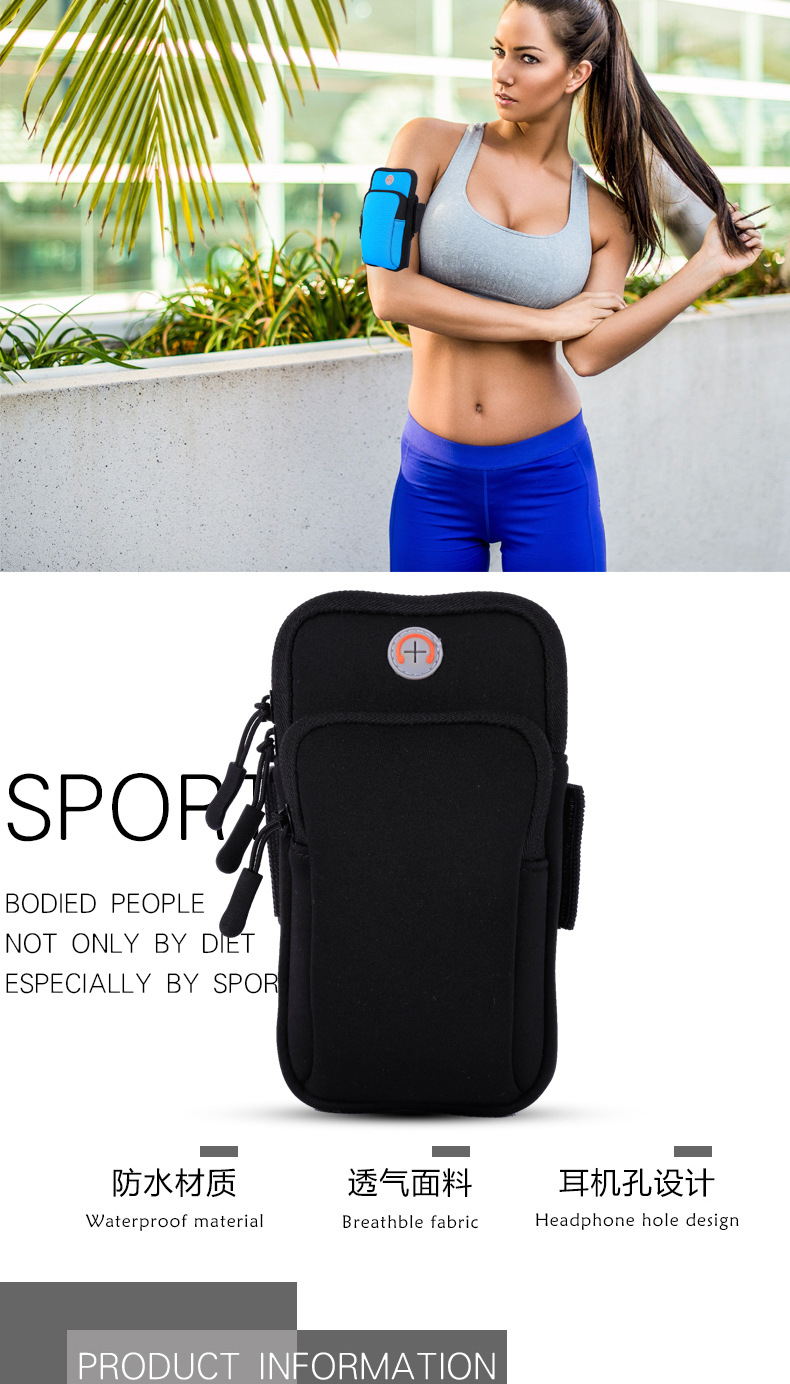 SPORT
BODIED PEOPLE
NOT ONLY BY DIET
ESPECIALLY BY SPOR
防水材质
透气面料
耳机孔设计
Waterproof material
Breathble fabric
Headphone hole design
PRODUCT INFORMATION